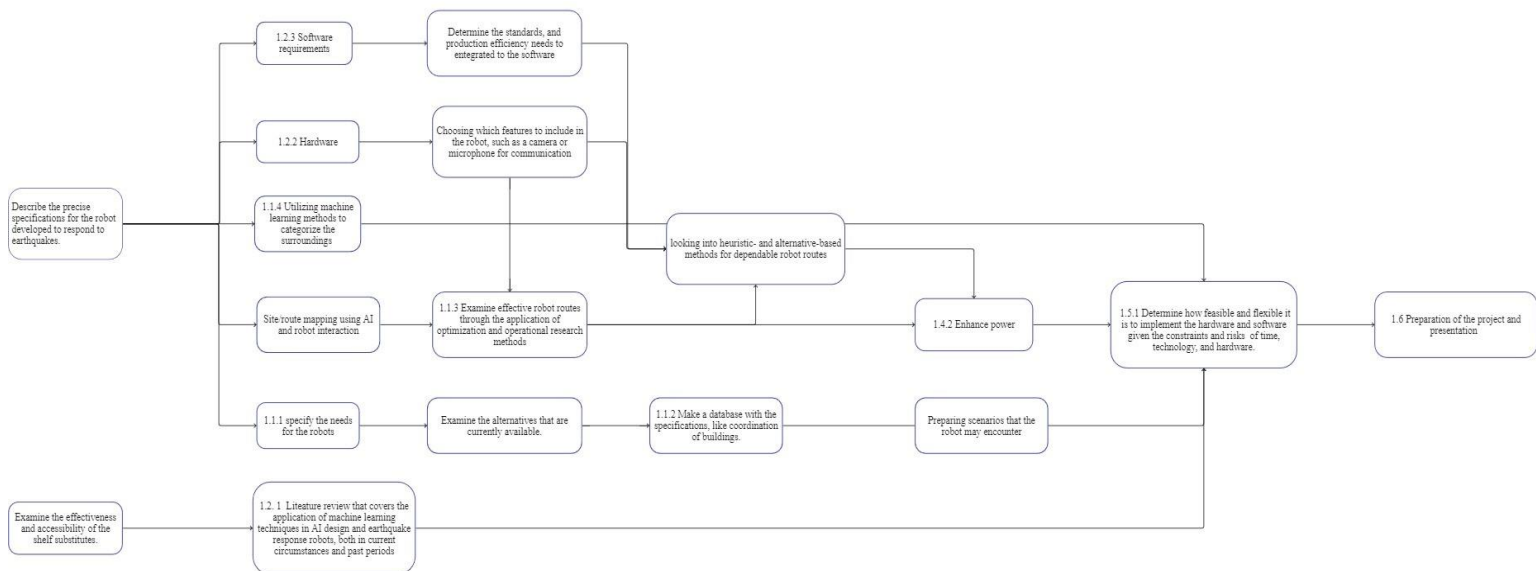 1.2.3 Software
requirements
Determine the standards, and
production efficiency needs to
entegrated to the software
1.2.2 Hardware
Choosing which features to include in
the robot, such as a camera or
microphone for communication
Describe the precise
specifications for the robot
developed to respond to
earthquakes.
1.1.4 Utilizing machine
learning methods to
categorize the
surroundings
looking into heuristic- and alternative-based
methods for dependable robot routes
Site/route mapping using AI
and robot interaction
1.1.3 Examine effective robot routes
through the application of
optimization and operational research
methods
1.4.2 Enhance power
1.5.1 Determine how feasible and flexible it
is to implement the hardware and software
given the constraints and risks of time,
technology, and hardware.
1.6 Preparation of the project and
presentation
1.1.1 specify the needs
for the robots
Examine the alternatives that are
currently available.
1.1.2 Make a database with the
specifications, like coordination
of buildings.
Preparing scenarios that the
robot may encounter
Examine the effectiveness
and accessibility of the
shelf substitutes.
1.2. 1 Liteature review that covers the
application of machine learning
techniques in AI design and earthquake
response robots, both in current
circumstances and past periods